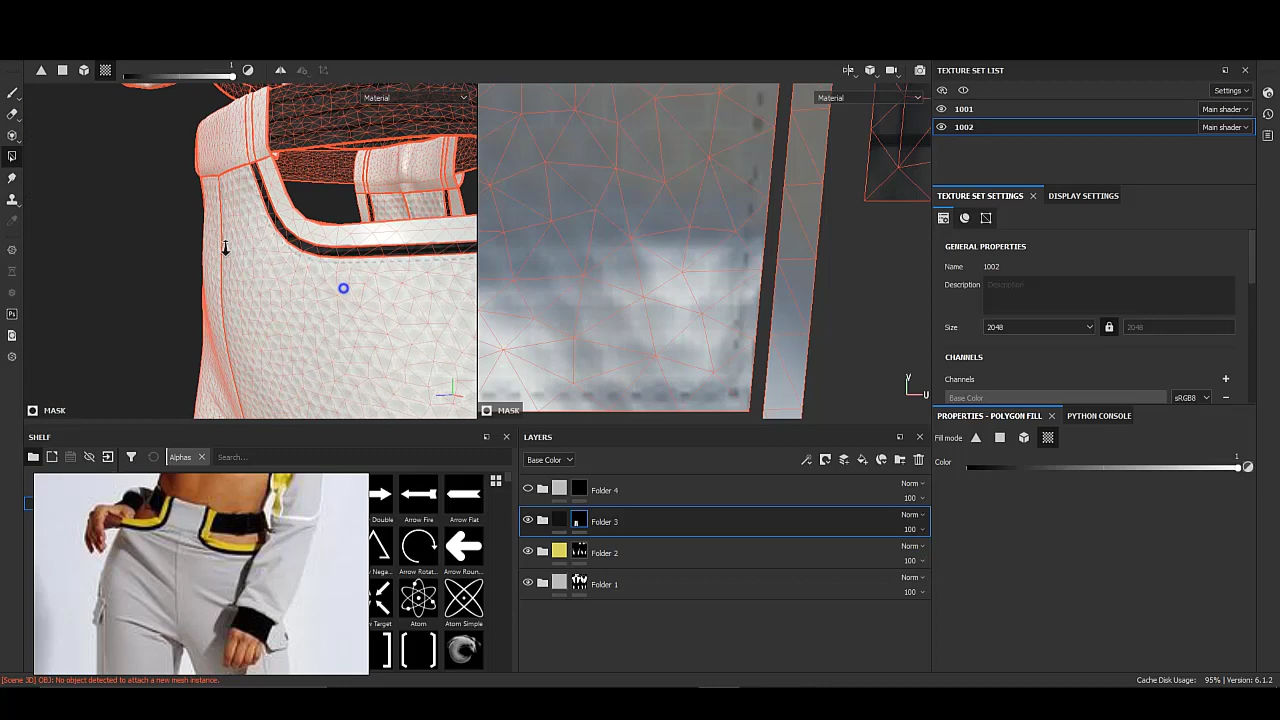 1
TEXTURE SET LIST
Material
Material
Settings
1001
Main shader
1002
Main shader
TEXTURE SET SETTINGS
DISPLAY SETTINGS
GENERAL PROPERTIES
Name
1002
Description
Description
Size
2048
2048
CHANNELS
Channels
Base Color
sRGB8
V
U
MASK
MASK
PROPERTIES - POLYGON FILL
PYTHON CONSOLE
Fill mode
1
Color
SHELF
Alphas
Search...
Double
Arrow Fire
Arrow Flat
Arrow Rotat...
Arrow Roun...
Atom
Atom Simple
LAYERS
Base Color
Folder 4
Norm
100
Folder 3
Norm
100
Folder 2
Norm
100
Folder 1
Norm
100
Ps
[Scene 3D] OBJ: No object detected to attach a new mesh instance.
Cache Disk Usage: 95% | Version: 6.1.2